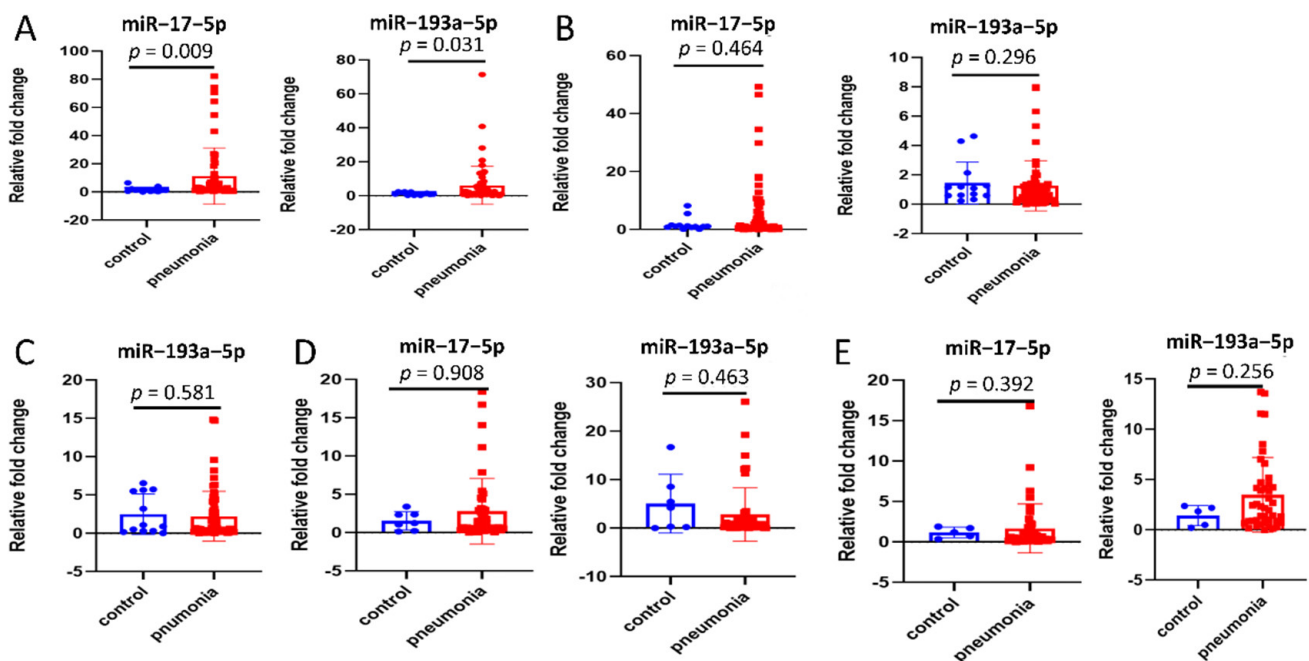 A
miR−17−5p
p = 0.009
Relative fold change
100
80
60
40
20
0
−20
control
pneumonia
miR−193a−5p
p = 0.031
Relative fold change
80
60
40
20
0
−20
control
pneumonia
B
miR−17−5p
p = 0.464
Relative fold change
60
40
20
0
control
pneumonia
miR−193a−5p
p = 0.296
Relative fold change
10
8
6
4
2
0
−2
control
pneumonia
C
miR−193a−5p
p = 0.581
Relative fold change
20
15
10
5
0
−5
control
pnumonia
D
miR−17−5p
p = 0.908
Relative fold change
20
15
10
5
0
−5
control
pneumonia
miR−193a−5p
p = 0.463
Relative fold change
30
20
10
0
−10
control
pneumonia
E
miR−17−5p
p = 0.392
Relative fold change
20
15
10
5
0
−5
control
pneumonia
miR−193a−5p
p = 0.256
Relative fold change
15
10
5
0
−5
control
pneumonia